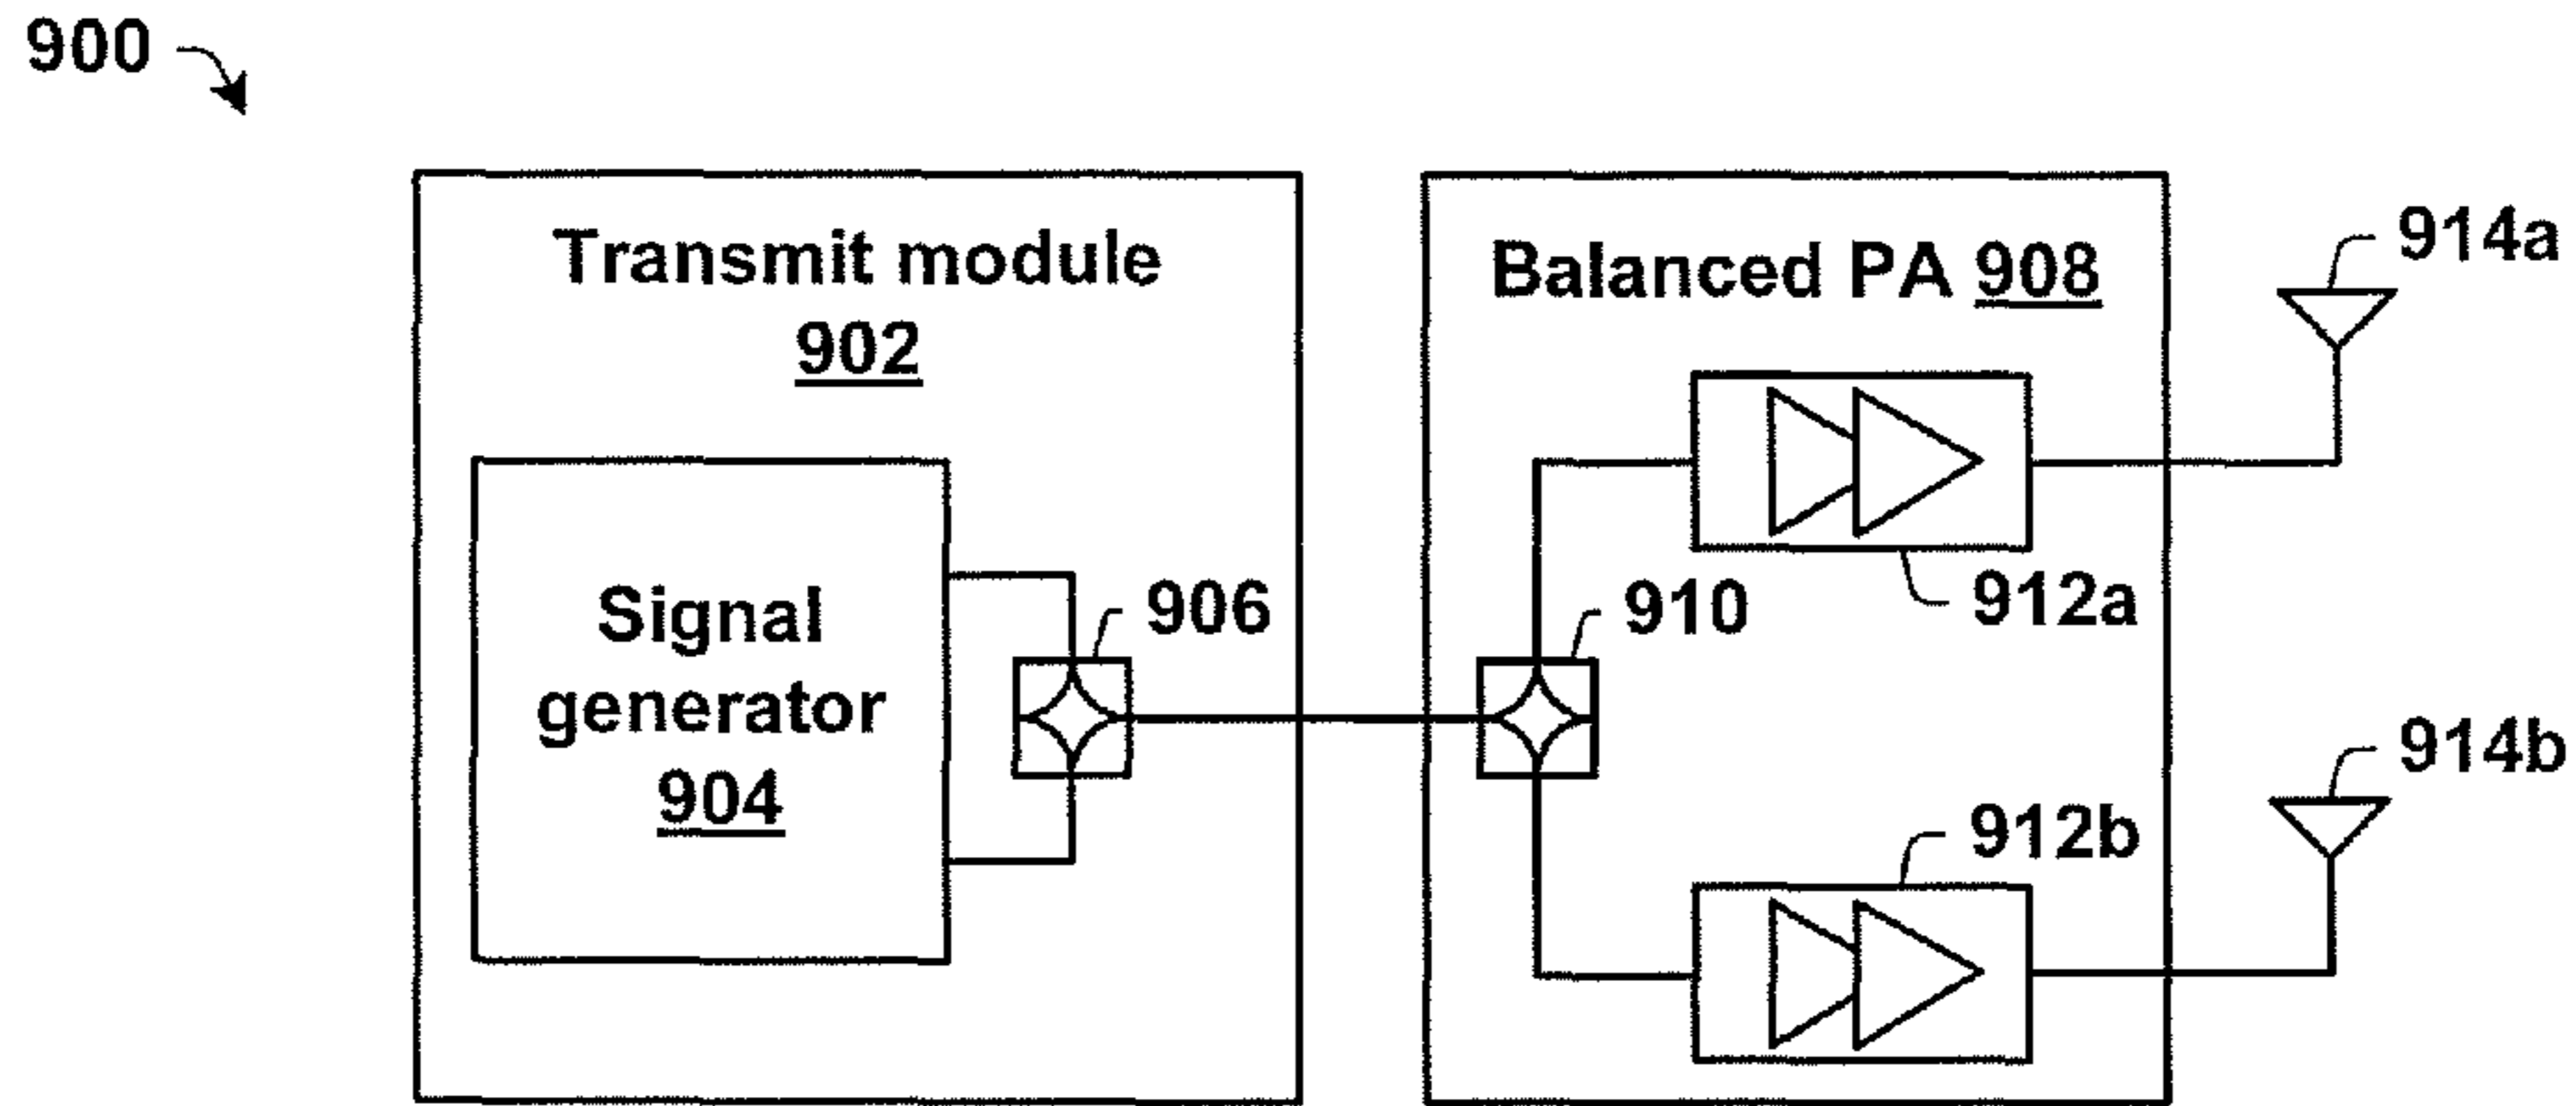 900
Transmit module
902
Balanced PA 908
914a
Signal
generator
904
906
910
912a
912b
914b